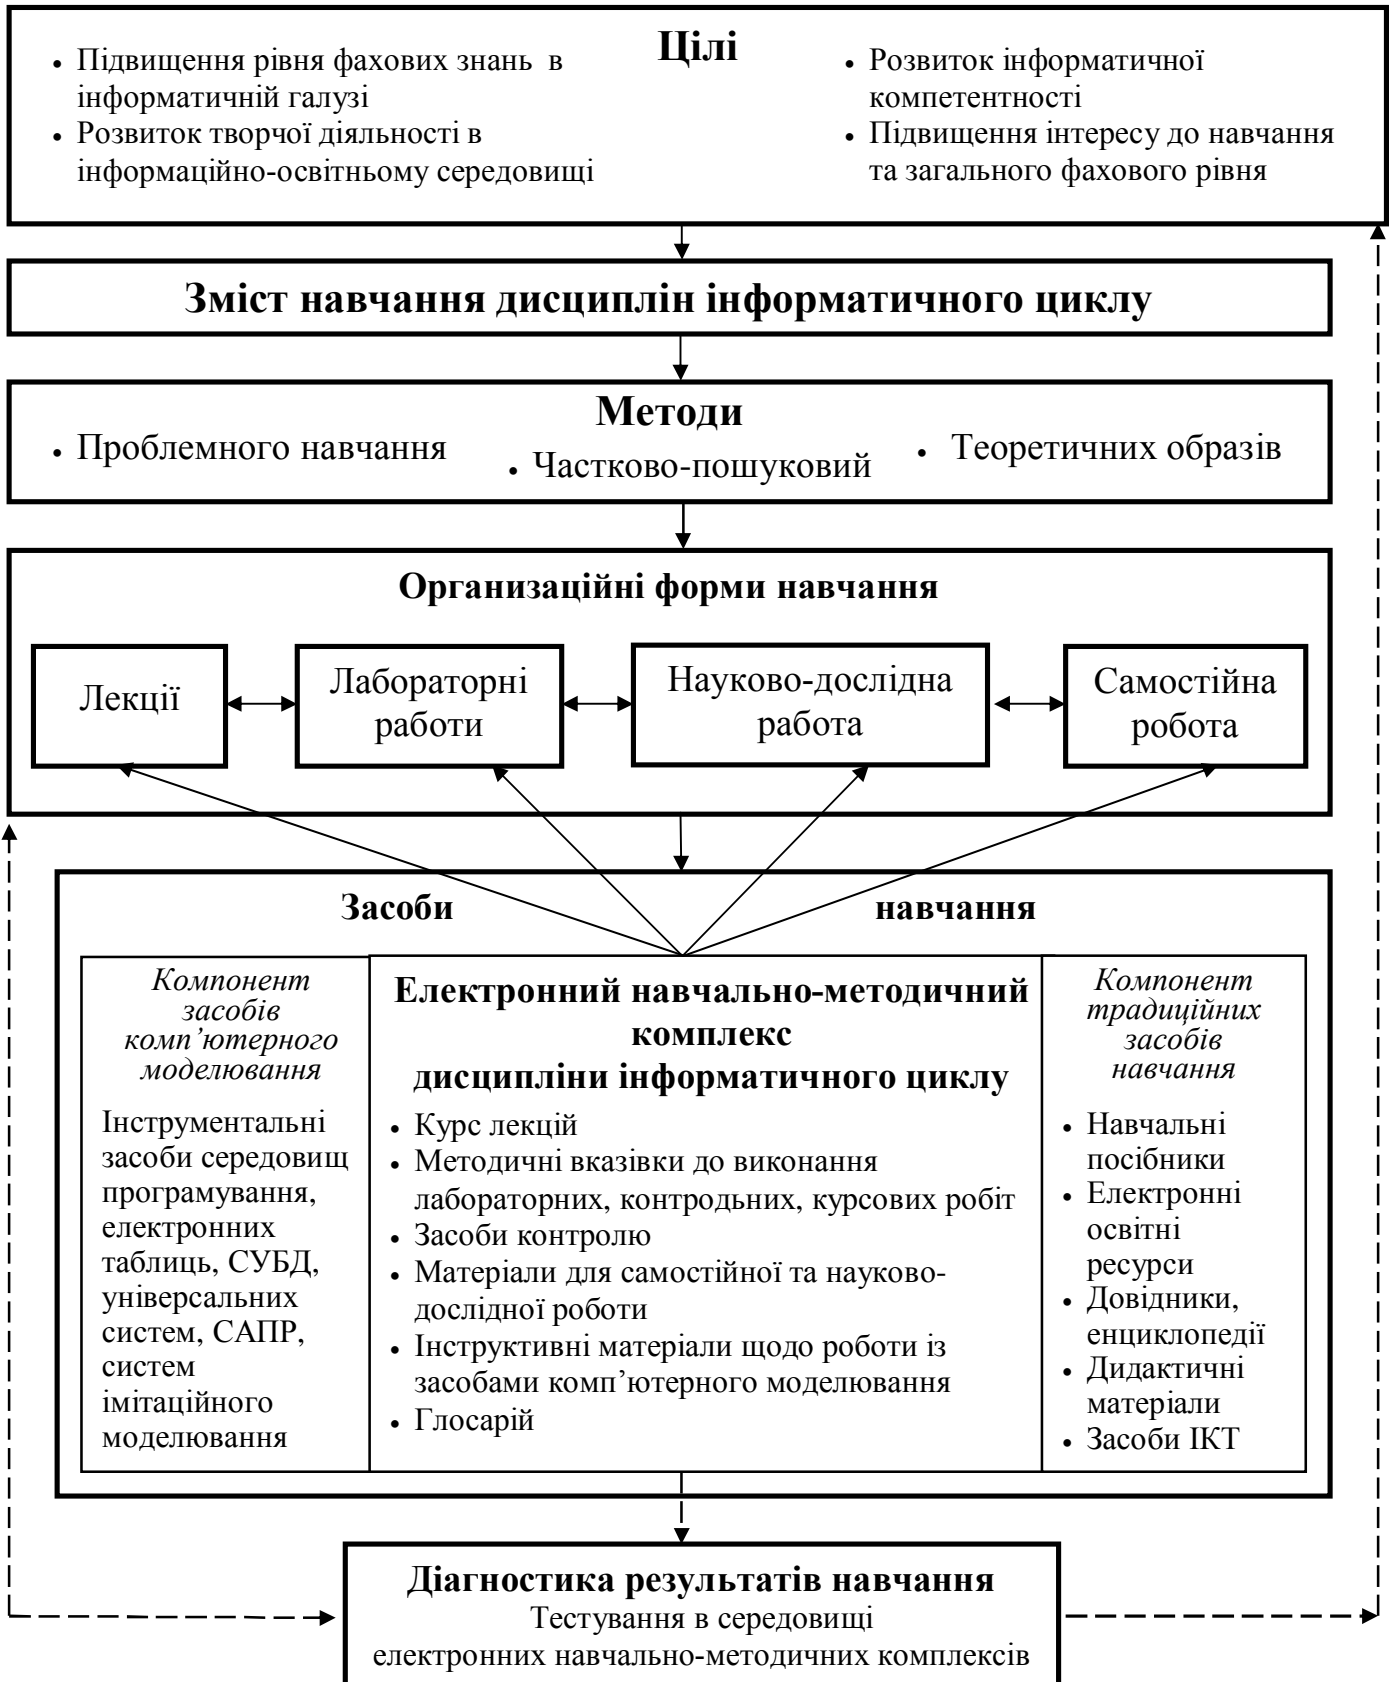 Цілі
• Підвищення рівня фахових знань в
інформатичній галузі
• Розвиток творчої діяльності в
інформаційно-освітньому середовищі
• Розвиток інформатичної
компетентності
• Підвищення інтересу до навчання
та загального фахового рівня
Зміст навчання дисциплін інформатичного циклу
Методи
• Проблемного навчання
• Частково-пошуковий
• Теоретичних образів
Организаційні форми навчання
Лекції
Лабораторні
работи
Науково-дослідна
работа
Самостійна
робота
Засоби навчання
Компонент
засобів
комп’ютерного
моделювання
Інструментальні
засоби середовищ
програмування,
електронних
таблиць, СУБД,
універсальних
систем, САПР,
систем
імітаційного
моделювання
Електронний навчально-методичний
комплекс
дисципліни інформатичного циклу
• Курс лекцій
• Методичні вказівки до виконання
лабораторних, контродьних, курсових робіт
• Засоби контролю
• Матеріали для самостійної та науково-
дослідної роботи
• Інструктивні матеріали щодо роботи із
засобами комп’ютерного моделювання
• Глосарій
Компонент
традиційних
засобів
навчання
• Навчальні
посібники
• Електронні
освітні
ресурси
• Довідники,
енциклопедії
• Дидактичні
матеріали
• Засоби ІКТ
Діагностика результатів навчання
Тестування в середовищі
електронних навчально-методичних комплексів